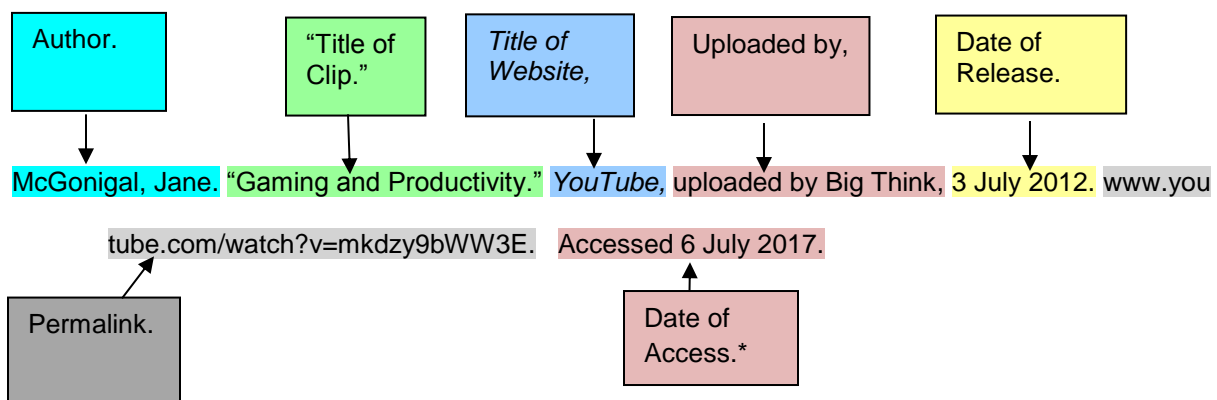 Author.
“Title of
Clip.”
Title of
Website,
Uploaded by,
Date of
Release.
McGonigal, Jane. “Gaming and Productivity.” YouTube, uploaded by Big Think, 3 July 2012. www.you
tube.com/watch?v=mkdzy9bWW3E. Accessed 6 July 2017.
Permalink.
Date of
Access.*